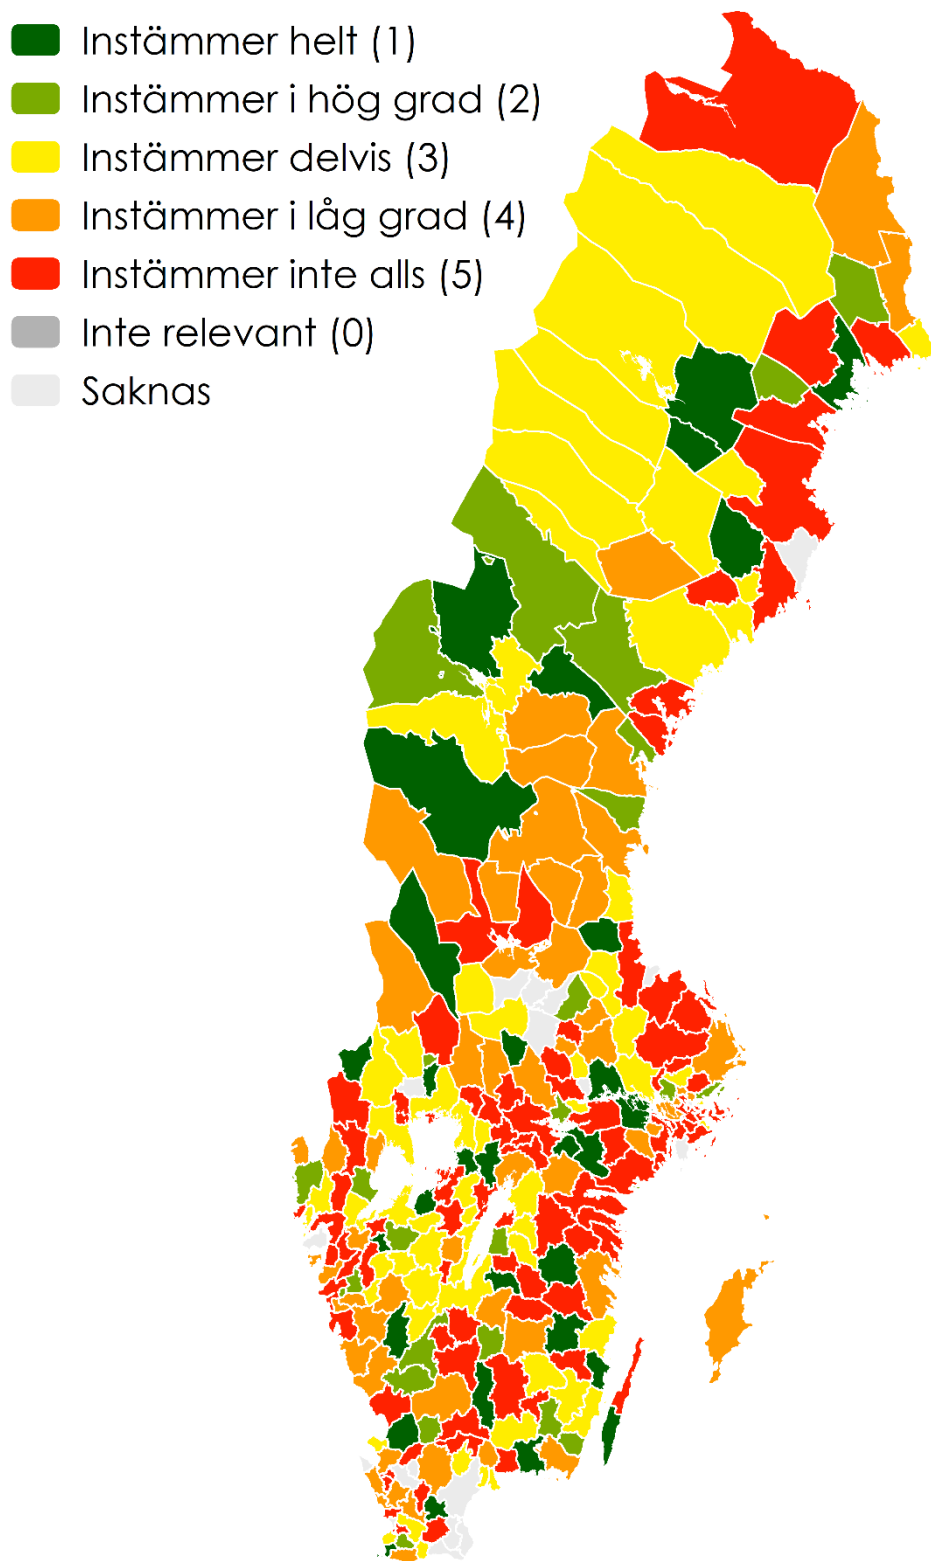 Instämmer helt (1)
Instämmer i hög grad (2)
Instämmer delvis (3)
Instämmer i låg grad (4)
Instämmer inte alls (5)
Inte relevant (0)
Saknas